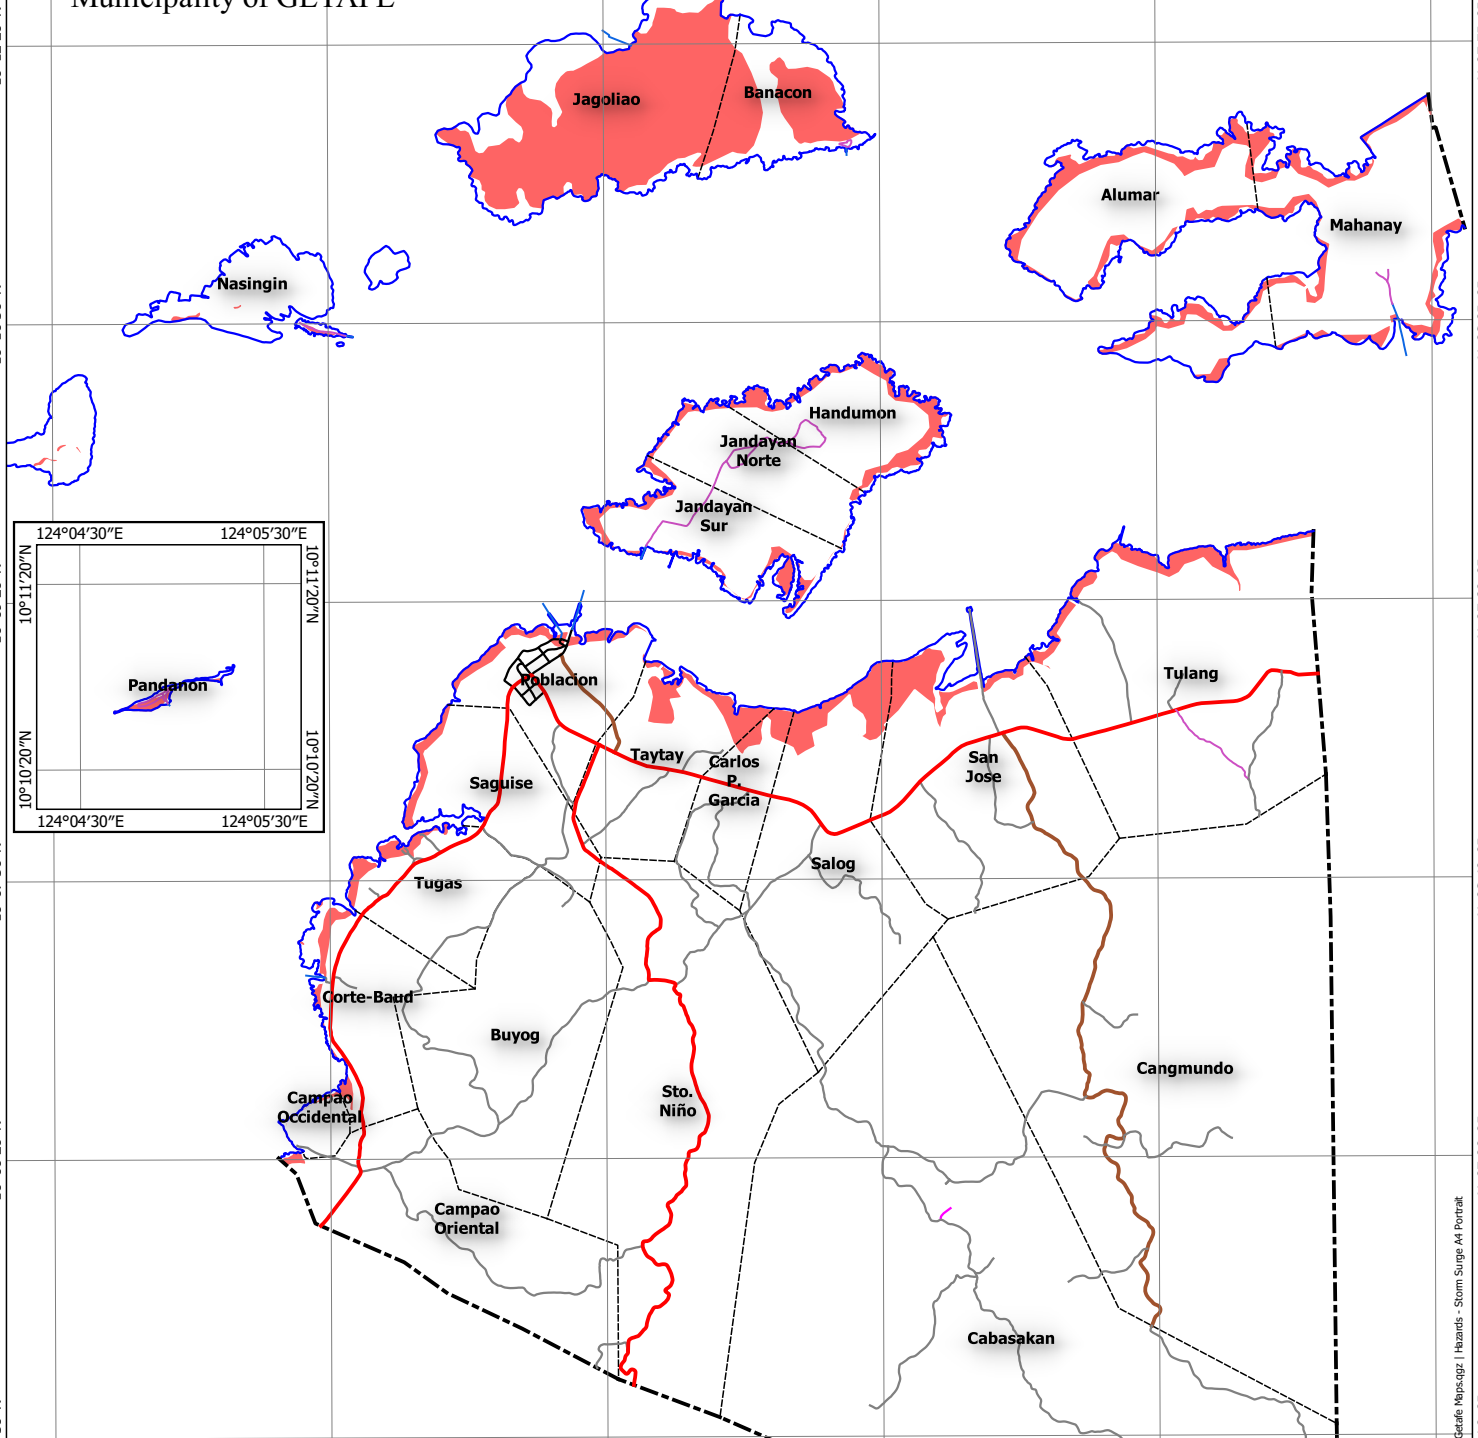 Municipality of GETAFE
Jagoliao
Banacon
Alumar
Mahanay
Nasingin
Handumon
Jandayan
Norte
Jandayan
Sur
124°04'30"E
124°05'30"E
10°11'20"N
10°11'20"N
Pandanon
10°10'20"N
10°10'20"N
124°04'30"E
124°05'30"E
Poblacion
Tulang
Taytay
Carlos
P.
Garcia
San
Jose
Saguise
Salog
Tugas
Corte-Baud
Buyog
Cangmundo
Campao
Occidental
Sto.
Niño
Campao
Oriental
Cabasakan
Getafe Maps.qgz | Hazards - Storm Surge A4 Portrait